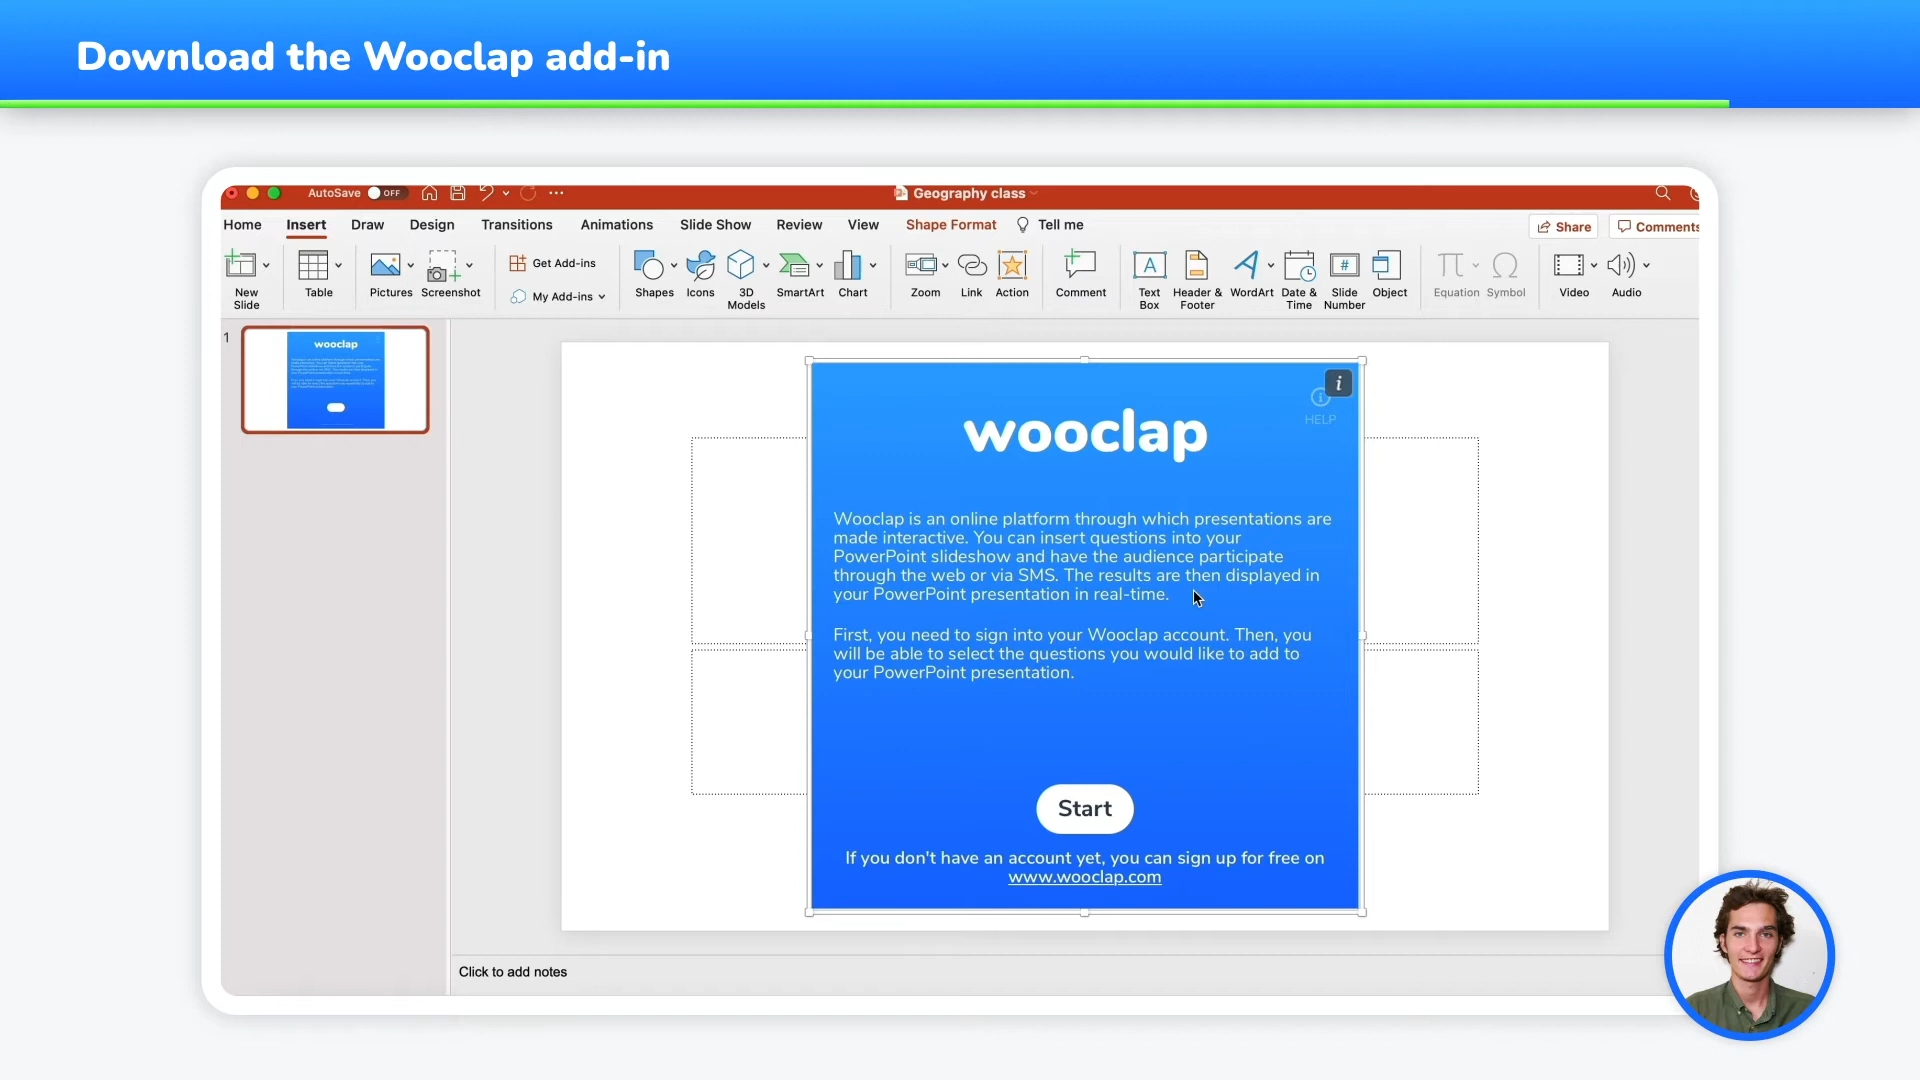 Download the Wooclap add-in
AutoSave OFF
Geography class
Home Insert Draw Design Transitions Animations Slide Show Review View Shape Format Tell me
Share
Comments
New
Slide
Table
Pictures
Screenshot
Get Add-ins
My Add-ins
Shapes
Icons
3D
Models
SmartArt
Chart
Zoom
Link
Action
Comment
Text
Box
Header &
Footer
WordArt
Date &
Time
Slide
Number
Object
Equation
Symbol
Video
Audio
1
wooclap
i
HELP
wooclap
Wooclap is an online platform through which presentations are
made interactive. You can insert questions into your
PowerPoint slideshow and have the audience participate
through the web or via SMS. The results are then displayed in
your PowerPoint presentation in real-time.
First, you need to sign into your Wooclap account. Then, you
will be able to select the questions you would like to add to
your PowerPoint presentation.
Start
If you don't have an account yet, you can sign up for free on
www.wooclap.com
Click to add notes